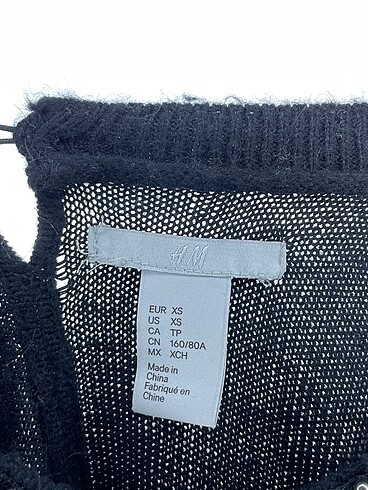 H&M
EUR XS
US XS
CA TP
CN 160/80A
MX XCH
Made in
China
Fabriqué en
Chine